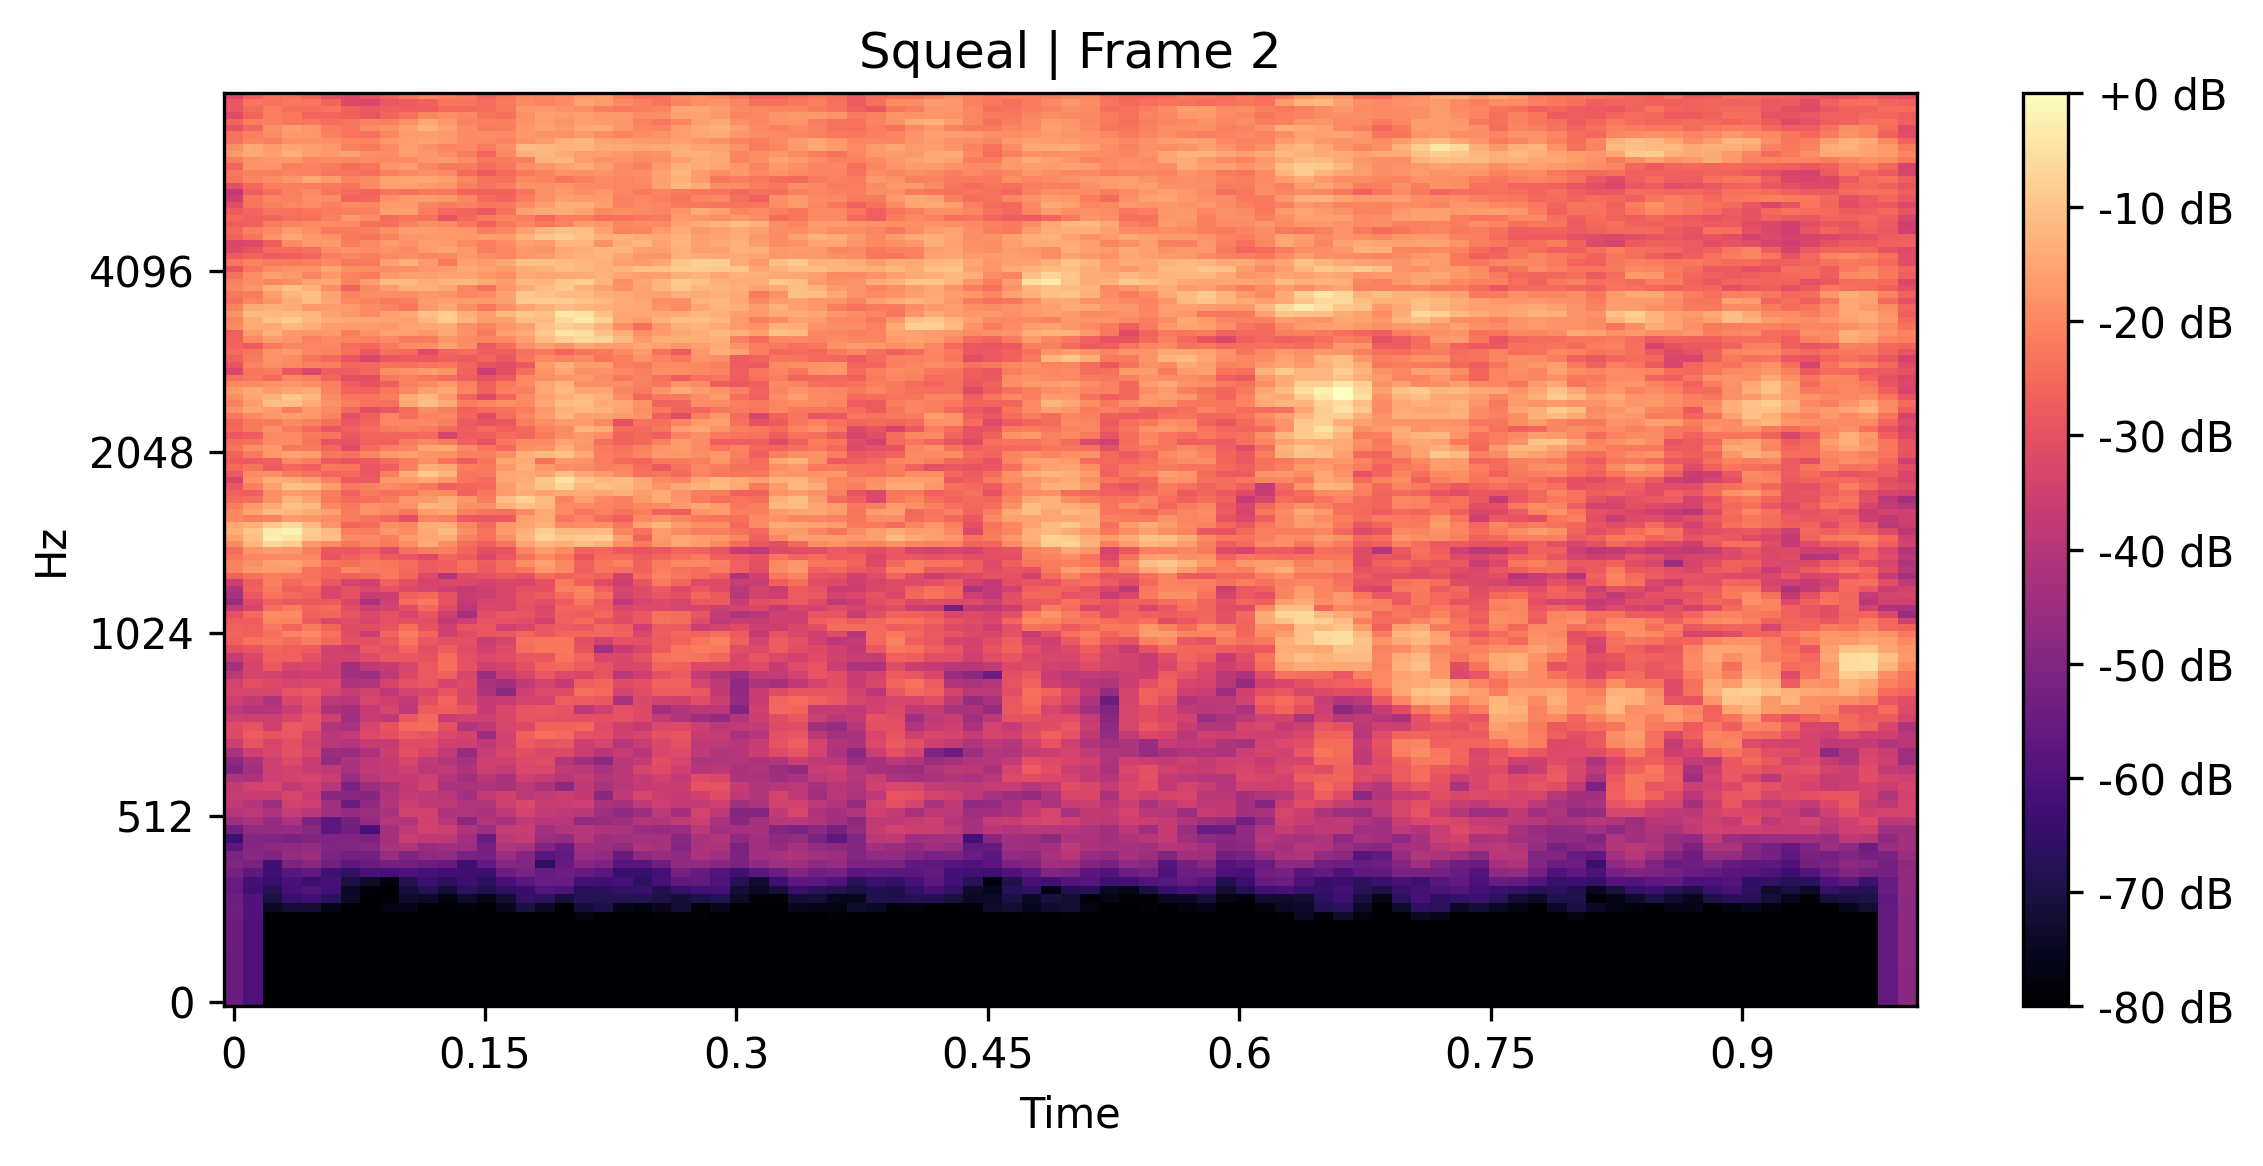 Squeal | Frame 2
Hz
4096
2048
1024
512
0
0 0.15 0.3 0.45 0.6 0.75 0.9
Time
+0 dB
-10 dB
-20 dB
-30 dB
-40 dB
-50 dB
-60 dB
-70 dB
-80 dB